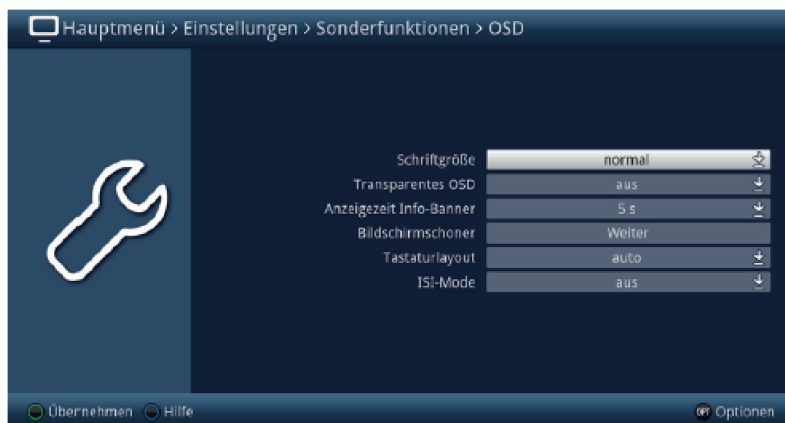 Hauptmenü > Einstellungen > Sonderfunktionen > OSD
Schriftgröße normal
Transparentes OSD aus
Anzeigezeit Info-Banner 5 s
Bildschirmschoner Weiter
Tastaturlayout auto
ISI-Mode aus
Übernehmen Hilfe OPT Optionen